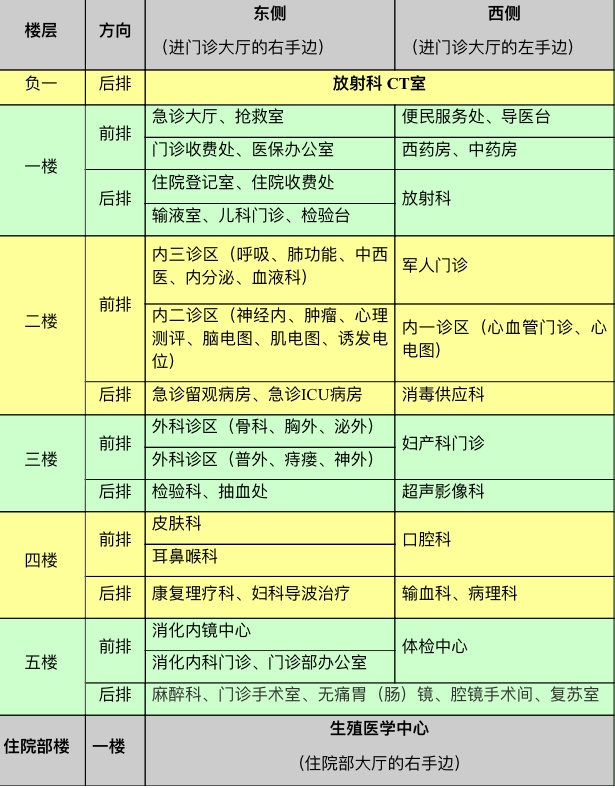 楼层
方向
东侧
（进门诊大厅的右手边）
西侧
（进门诊大厅的左手边）
负一
后排
放射科 CT室
一楼
前排
急诊大厅、抢救室
便民服务处、导医台
门诊收费处、医保办公室
西药房、中药房
后排
住院登记室、住院收费处
放射科
输液室、儿科门诊、检验台
二楼
前排
内三诊区（呼吸、肺功能、中西
医、内分泌、血液科）
军人门诊
内二诊区（神经内、肿瘤、心理
测评、脑电图、肌电图、诱发电
位）
内一诊区（心血管门诊、心
电图）
后排
急诊留观病房、急诊ICU病房
消毒供应科
三楼
前排
外科诊区（骨科、胸外、泌外）
妇产科门诊
外科诊区（普外、痔瘘、神外）
后排
检验科、抽血处
超声影像科
四楼
前排
皮肤科
口腔科
耳鼻喉科
后排
康复理疗科、妇科导波治疗
输血科、病理科
五楼
前排
消化内镜中心
体检中心
消化内科门诊、门诊部办公室
后排
麻醉科、门诊手术室、无痛胃（肠）镜、腔镜手术间、复苏室
住院部楼
一楼
生殖医学中心
（住院部大厅的右手边）